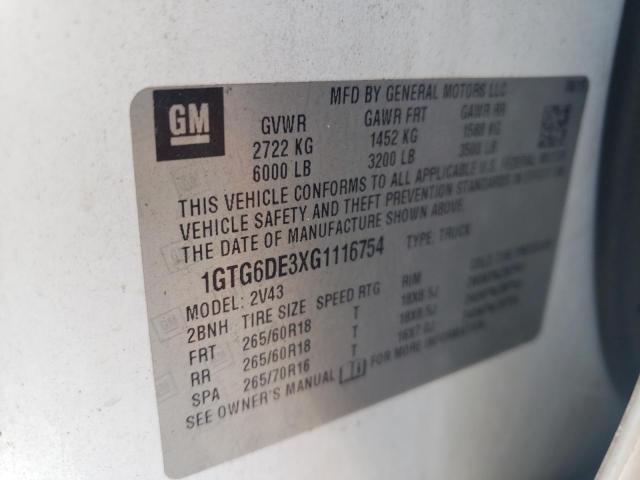 GM
MFD BY GENERAL MOTORS LLC
GVWR GAWR FRT GAWR RR
2722 KG 1452 KG 1588 KG
6000 LB 3200 LB 3500 LB
THIS VEHICLE CONFORMS TO ALL APPLICABLE U.S. FEDERAL MOTOR
VEHICLE SAFETY AND THEFT PREVENTION STANDARDS IN EFFECT ON
THE DATE OF MANUFACTURE SHOWN ABOVE.
1GTG6DE3XG1116754 TYPE: TRUCK
MODEL: 2V43 COLD TIRE PRESSURE
2BNH TIRE SIZE SPEED RTG RIM
FRT 265/60R18 T 18X8.5J
RR 265/60R18 T 18X8.5J
SPA 265/70R16 T 16X7.0J
SEE OWNER'S MANUAL FOR MORE INFORMATION